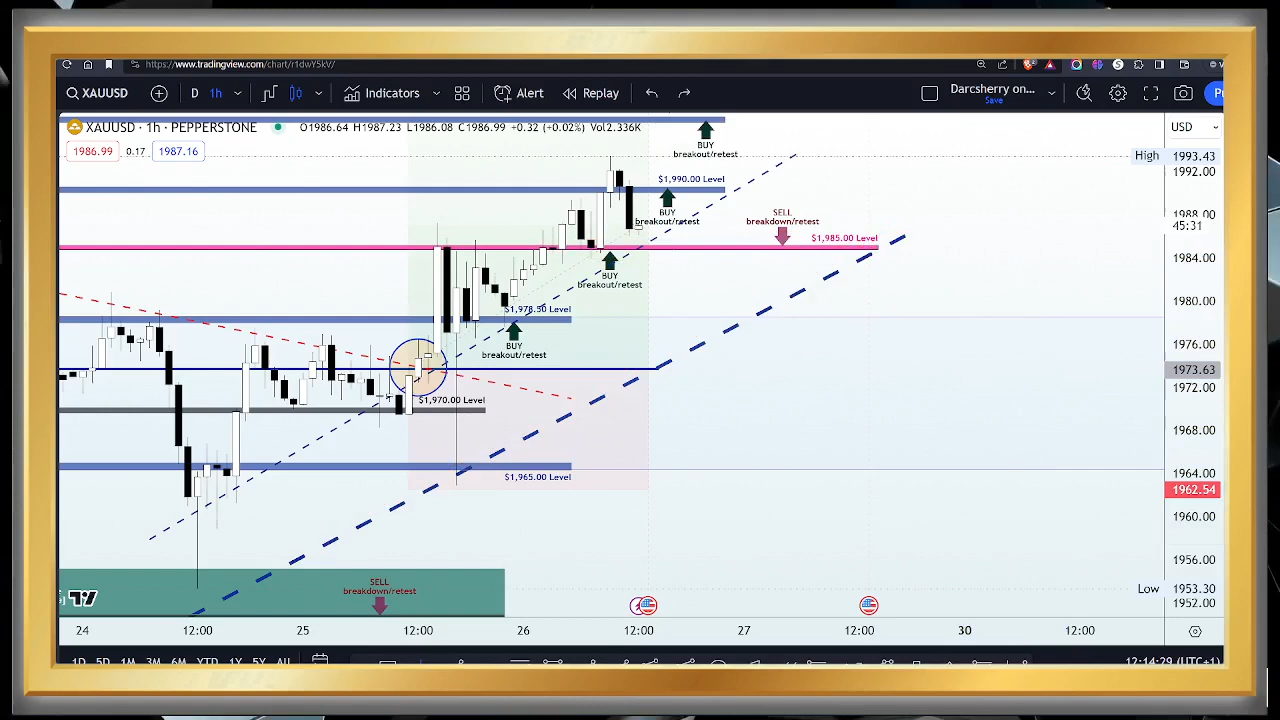 https://www.tradingview.com/chart/r1dwY5kV/
XAUUSD D 1h Indicators Alert Replay Darcsherry on... Save
XAUUSD · 1h · PEPPERSTONE O1986.64 H1987.23 L1986.08 C1986.99 +0.32 (+0.02%) Vol2.336K
USD
1986.99 0.17 1987.16
BUY
breakout/retest
High 1993.43
1992.00
$1,990.00 Level
BUY
breakout/retest
SELL
breakdown/retest
1988.00
45:31
$1,985.00 Level
1984.00
BUY
breakout/retest
1980.00
$1,978.50 Level
BUY
breakout/retest
1976.00
1973.63
1972.00
$1,970.00 Level
1968.00
$1,965.00 Level
1964.00
1962.54
1960.00
1956.00
SELL
breakdown/retest
Low 1953.30
1952.00
24 12:00 25 12:00 26 12:00 27 12:00 30 12:00
1D 5D 1M 3M 6M YTD 1Y 5Y All
12:14:29 (UTC+1)